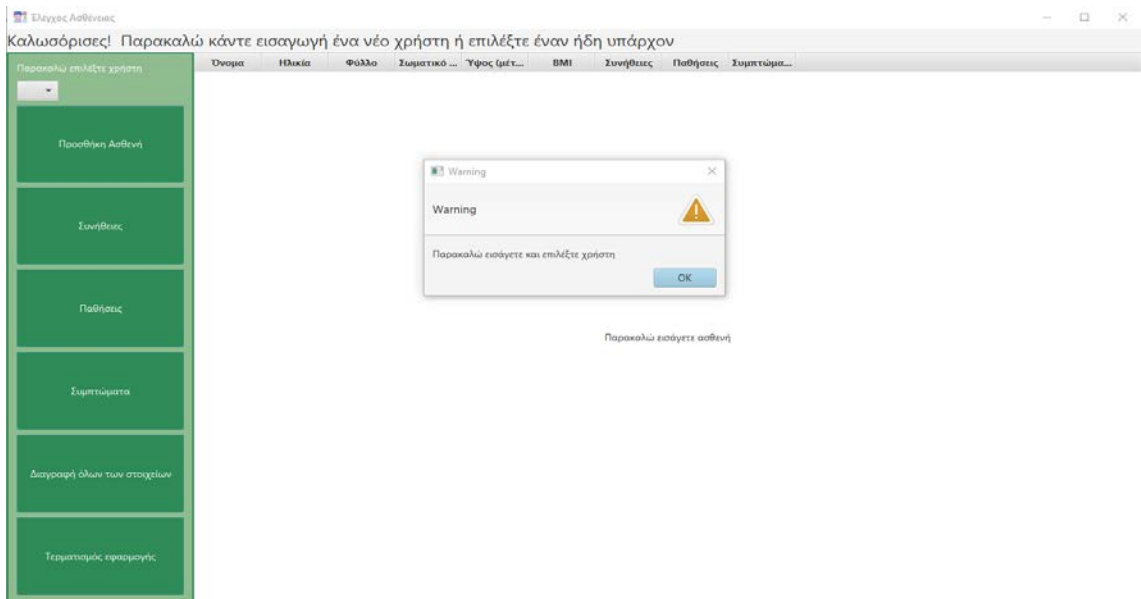 Έλεγχος Ασθένειας
Καλωσόρισες! Παρακαλώ κάντε εισαγωγή ένα νέο χρήστη ή επιλέξτε έναν ήδη υπάρχον
Παρακαλώ επιλέξτε χρήστη
Όνομα Ηλικία Φύλλο Σωματικό ... Ύψος (μέτ... BMI Συνήθειες Παθήσεις Συμπτώμα...
Προσθήκη Ασθενή
Συνήθειες
Παθήσεις
Συμπτώματα
Διαγραφή όλων των στοιχείων
Τερματισμός εφαρμογής
Warning
Warning
Παρακαλώ εισάγετε και επιλέξτε χρήστη
OK
Παρακαλώ εισάγετε ασθενή